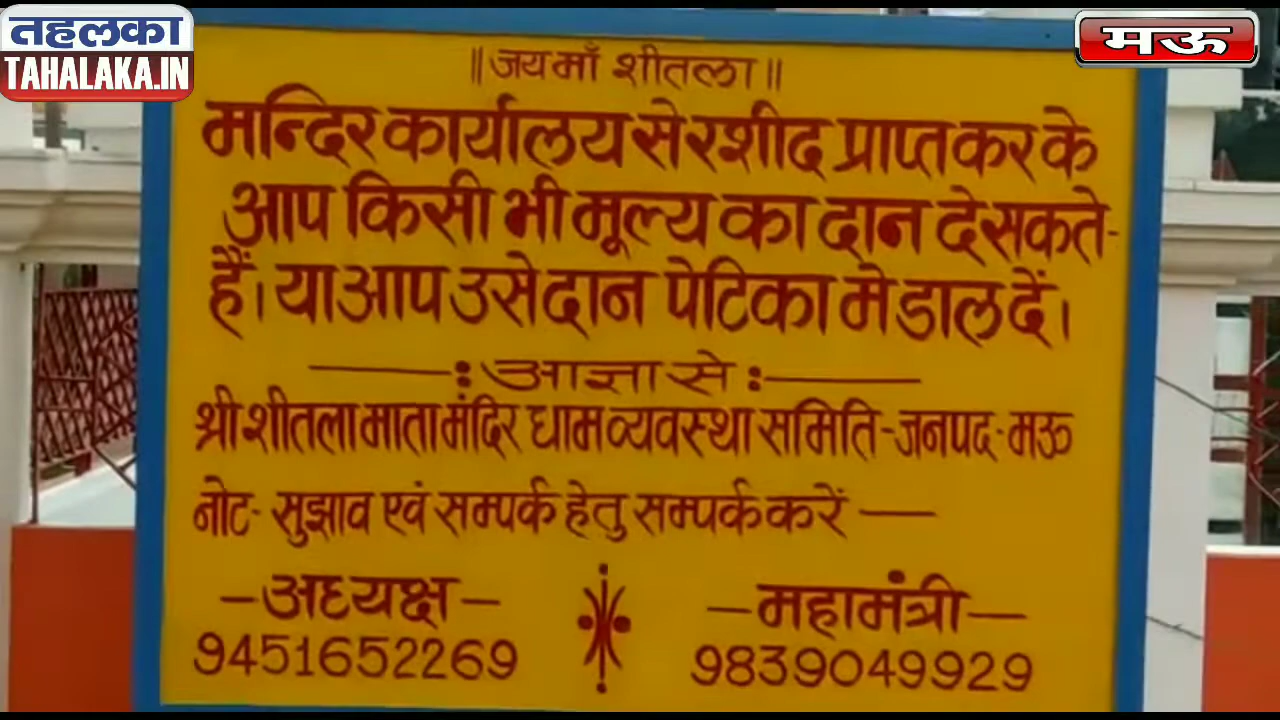 तहलका
TAHALAKA.IN
मऊ
॥जय माँ शीतला॥
मन्दिर कार्यालय से रशीद प्राप्त कर के
आप किसी भी मूल्य का दान दे सकते-
हैं। या आप उसे दान पेटिका मे डाल दें।
—: आज्ञा से :—
श्री शीतला माता मंदिर धाम व्यवस्था समिति-जनपद-मऊ
नोट- सुझाव एवं सम्पर्क हेतु सम्पर्क करें —
-अध्यक्ष-
9451652269
-महामंत्री-
9839049929